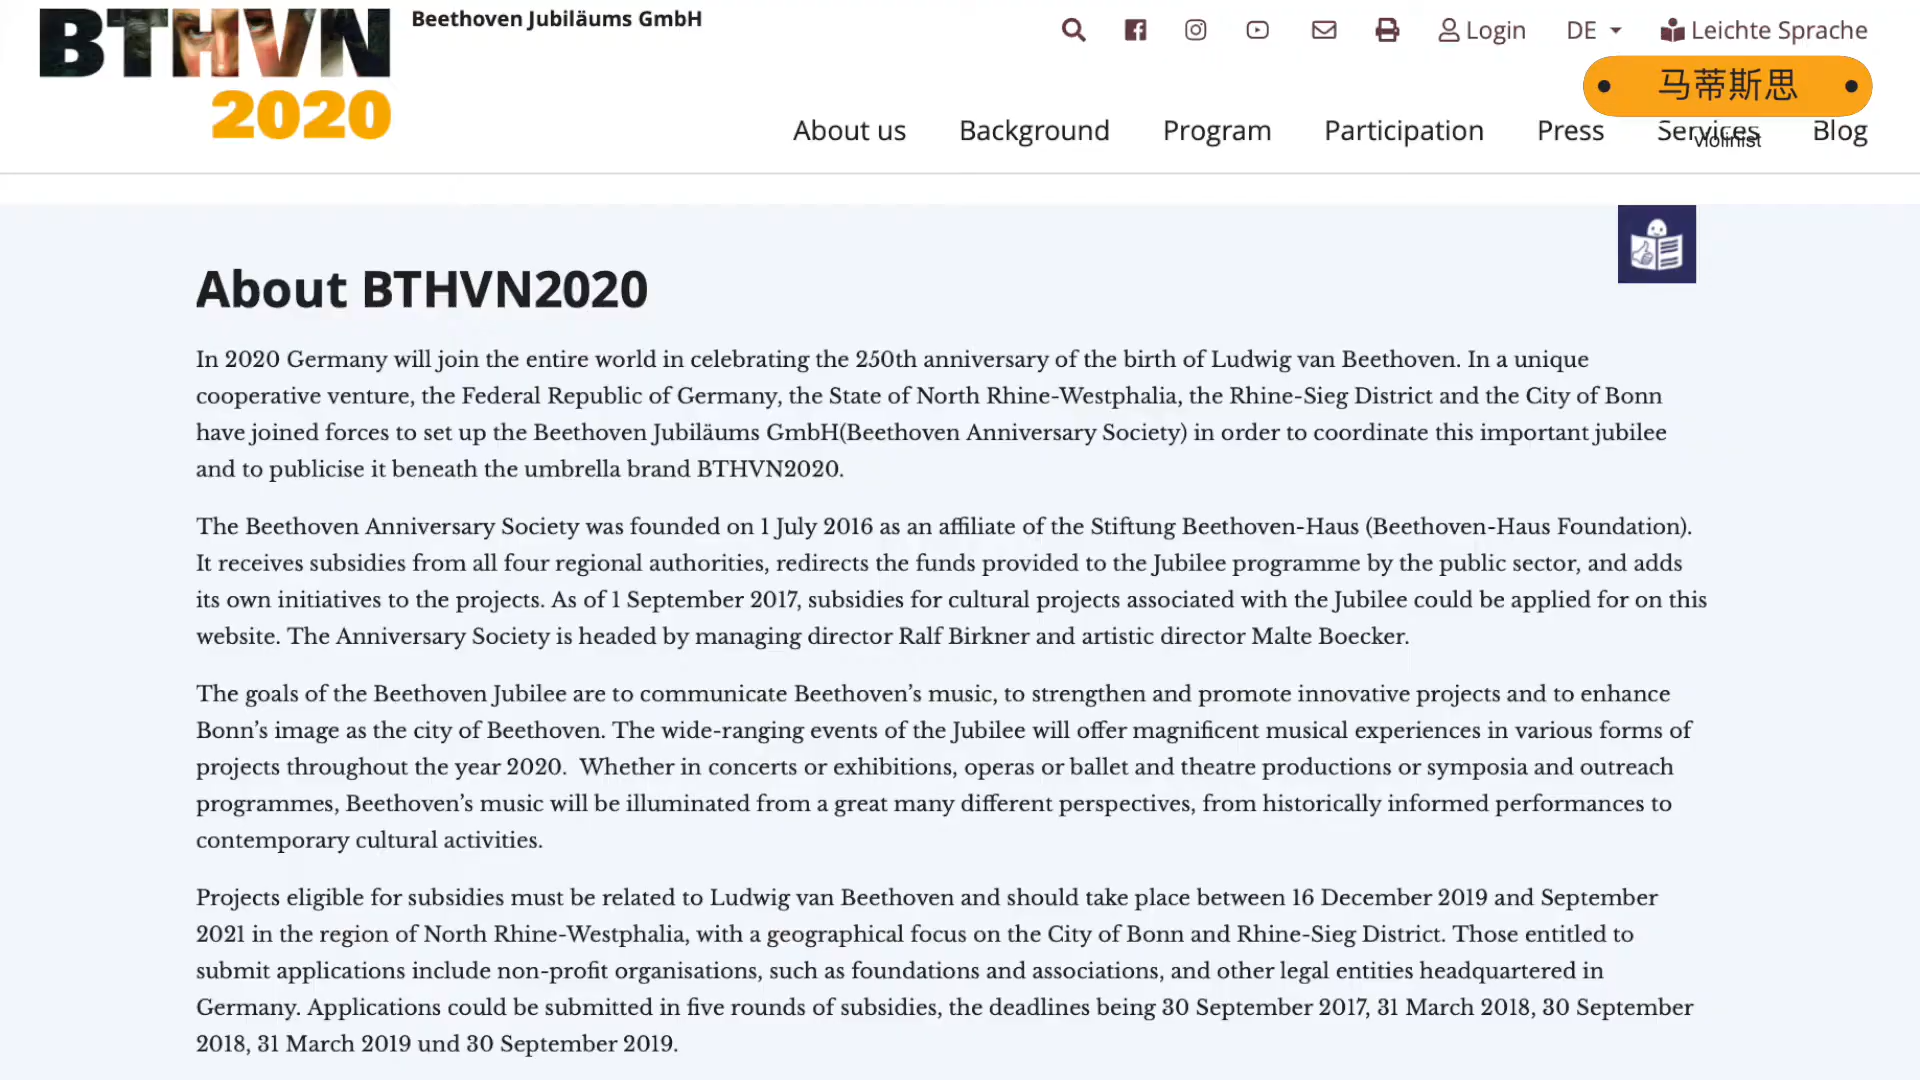 BTHVN
2020
Beethoven Jubiläums GmbH
Login
DE
Leichte Sprache
马蒂斯思
violinist
About us
Background
Program
Participation
Press
Services
Blog
About BTHVN2020
In 2020 Germany will join the entire world in celebrating the 250th anniversary of the birth of Ludwig van Beethoven. In a unique
cooperative venture, the Federal Republic of Germany, the State of North Rhine-Westphalia, the Rhine-Sieg District and the City of Bonn
have joined forces to set up the Beethoven Jubiläums GmbH(Beethoven Anniversary Society) in order to coordinate this important jubilee
and to publicise it beneath the umbrella brand BTHVN2020.
The Beethoven Anniversary Society was founded on 1 July 2016 as an affiliate of the Stiftung Beethoven-Haus (Beethoven-Haus Foundation).
It receives subsidies from all four regional authorities, redirects the funds provided to the Jubilee programme by the public sector, and adds
its own initiatives to the projects. As of 1 September 2017, subsidies for cultural projects associated with the Jubilee could be applied for on this
website. The Anniversary Society is headed by managing director Ralf Birkner and artistic director Malte Boecker.
The goals of the Beethoven Jubilee are to communicate Beethoven’s music, to strengthen and promote innovative projects and to enhance
Bonn’s image as the city of Beethoven. The wide-ranging events of the Jubilee will offer magnificent musical experiences in various forms of
projects throughout the year 2020. Whether in concerts or exhibitions, operas or ballet and theatre productions or symposia and outreach
programmes, Beethoven’s music will be illuminated from a great many different perspectives, from historically informed performances to
contemporary cultural activities.
Projects eligible for subsidies must be related to Ludwig van Beethoven and should take place between 16 December 2019 and September
2021 in the region of North Rhine-Westphalia, with a geographical focus on the City of Bonn and Rhine-Sieg District. Those entitled to
submit applications include non-profit organisations, such as foundations and associations, and other legal entities headquartered in
Germany. Applications could be submitted in five rounds of subsidies, the deadlines being 30 September 2017, 31 March 2018, 30 September
2018, 31 March 2019 und 30 September 2019.